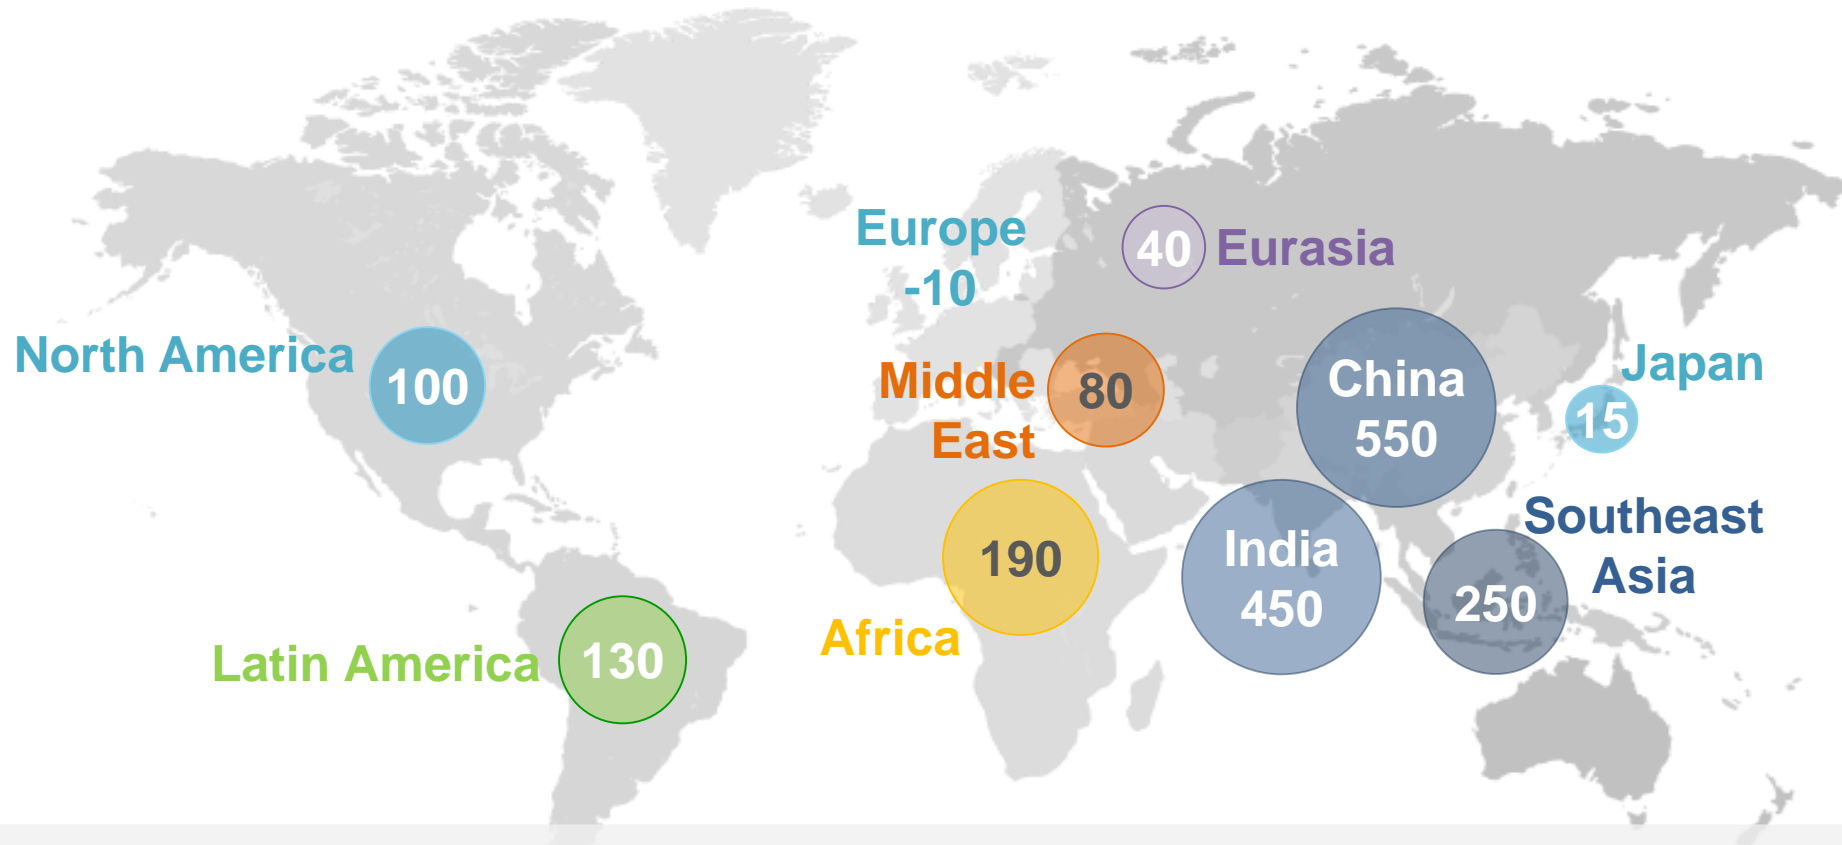 Europe
-10
40 Eurasia
North America
100
Middle
East
80
China
550
Japan
15
Southeast
Asia
250
India
450
190
Africa
Latin America
130